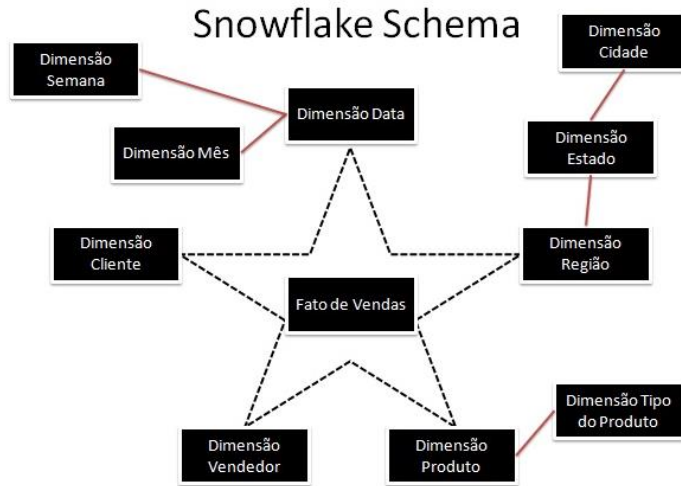 Snowflake Schema
Dimensão
Semana
Dimensão Data
Dimensão
Cidade
Dimensão Mês
Dimensão
Estado
Dimensão
Cliente
Dimensão
Região
Fato de Vendas
Dimensão Tipo
do Produto
Dimensão
Vendedor
Dimensão
Produto